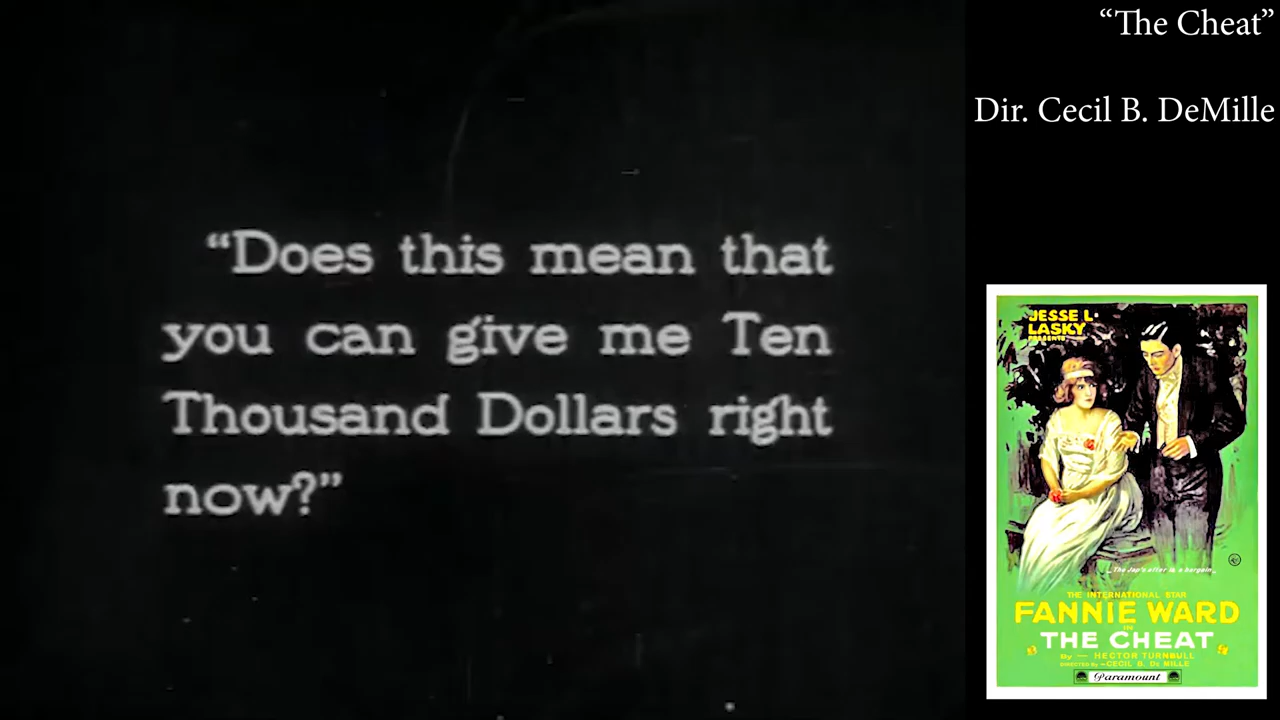 “The Cheat”
Dir. Cecil B. DeMille
“Does this mean that
you can give me Ten
Thousand Dollars right
now?”
JESSE L.
LASKY
PRESENTS
"The Jap's offer is a bargain"
THE INTERNATIONAL STAR
FANNIE WARD
IN
THE CHEAT
By — HECTOR TURNBULL
DIRECTED By — CECIL B. DE MILLE
Paramount